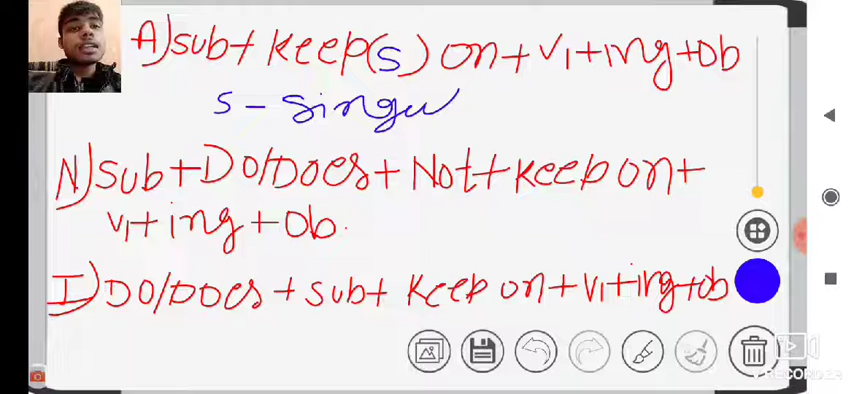 A) sub+ keep(s) on + v1 + ing + ob
s - singu
N) sub + DO/DOes + Not + keep on +
v1 + ing + ob.
I) DO/DOes + sub + keep on + v1 + ing + ob
RECORDER